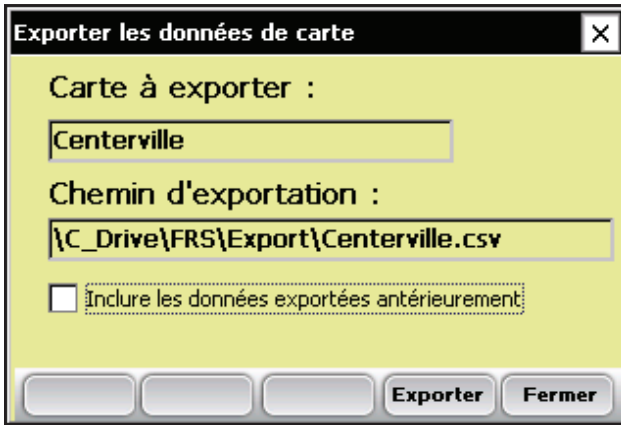 Exporter les données de carte
Carte à exporter :
Centerville
Chemin d'exportation :
\C_Drive\FRS\Export\Centerville.csv
Inclure les données exportées antérieurement
Exporter Fermer